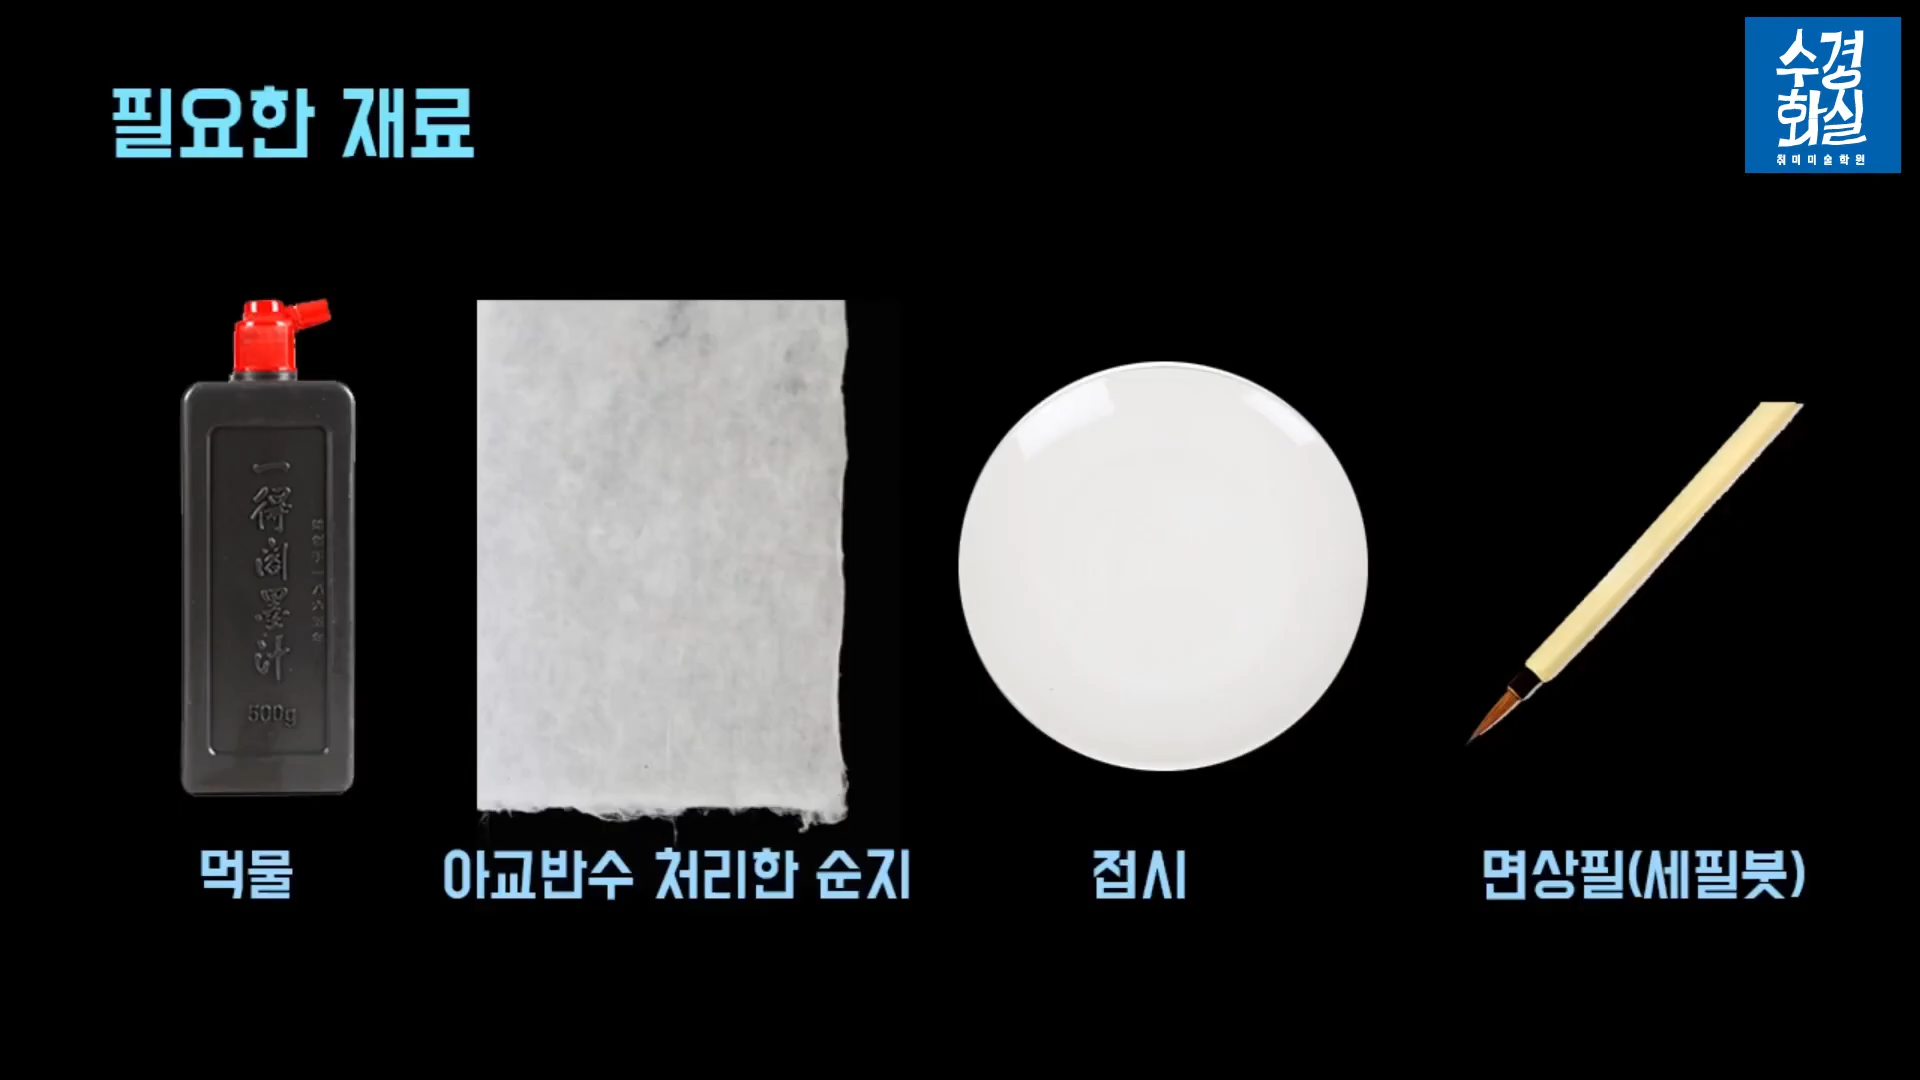 필요한 재료
수경
화실
취미미술학원
一得阁墨汁
500g
먹물
아교반수 처리한 순지
접시
면상필(세필붓)